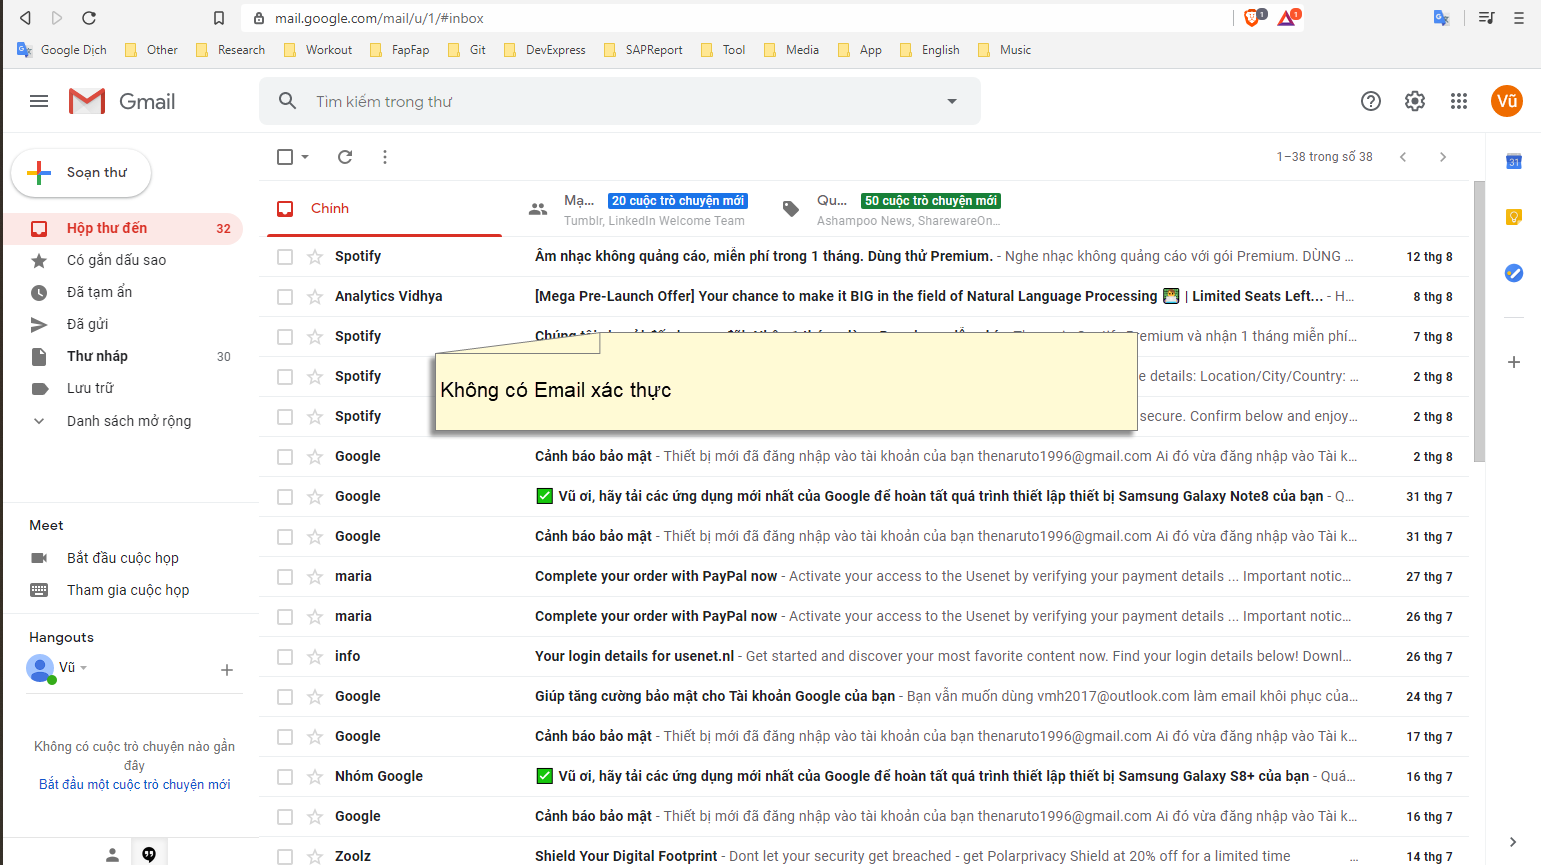 mail.google.com/mail/u/1/#inbox
1
1
Google Dịch
Other
Research
Workout
FapFap
Git
DevExpress
SAPReport
Tool
Media
App
English
Music
Gmail
Tìm kiếm trong thư
Vũ
Soạn thư
1–38 trong số 38
31
Chính
Mạ... 20 cuộc trò chuyện mới
Tumblr, LinkedIn Welcome Team
Qu... 50 cuộc trò chuyện mới
Ashampoo News, SharewareOn...
Hộp thư đến 32
Có gắn dấu sao
Đã tạm ẩn
Đã gửi
Thư nháp 30
Lưu trữ
Danh sách mở rộng
Meet
Bắt đầu cuộc họp
Tham gia cuộc họp
Hangouts
Vũ
Không có cuộc trò chuyện nào gần
đây
Bắt đầu một cuộc trò chuyện mới
Spotify Âm nhạc không quảng cáo, miễn phí trong 1 tháng. Dùng thử Premium. - Nghe nhạc không quảng cáo với gói Premium. DÙNG ... 12 thg 8
Analytics Vidhya [Mega Pre-Launch Offer] Your chance to make it BIG in the field of Natural Language Processing 👨‍💻 | Limited Seats Left... - H... 8 thg 8
Spotify Premium và nhận 1 tháng miễn phí... 7 thg 8
Spotify e details: Location/City/Country: ... 2 thg 8
Không có Email xác thực
Spotify secure. Confirm below and enjoy... 2 thg 8
Google Cảnh báo bảo mật - Thiết bị mới đã đăng nhập vào tài khoản của bạn thenaruto1996@gmail.com Ai đó vừa đăng nhập vào Tài k... 2 thg 8
Google ✅ Vũ ơi, hãy tải các ứng dụng mới nhất của Google để hoàn tất quá trình thiết lập thiết bị Samsung Galaxy Note8 của bạn - Q... 31 thg 7
Google Cảnh báo bảo mật - Thiết bị mới đã đăng nhập vào tài khoản của bạn thenaruto1996@gmail.com Ai đó vừa đăng nhập vào Tài k... 31 thg 7
maria Complete your order with PayPal now - Activate your access to the Usenet by verifying your payment details ... Important notic... 27 thg 7
maria Complete your order with PayPal now - Activate your access to the Usenet by verifying your payment details ... Important notic... 26 thg 7
info Your login details for usenet.nl - Get started and discover your most favorite content now. Find your login details below! Downl... 26 thg 7
Google Giúp tăng cường bảo mật cho Tài khoản Google của bạn - Bạn vẫn muốn dùng vmh2017@outlook.com làm email khôi phục của... 24 thg 7
Google Cảnh báo bảo mật - Thiết bị mới đã đăng nhập vào tài khoản của bạn thenaruto1996@gmail.com Ai đó vừa đăng nhập vào Tài k... 17 thg 7
Nhóm Google ✅ Vũ ơi, hãy tải các ứng dụng mới nhất của Google để hoàn tất quá trình thiết lập thiết bị Samsung Galaxy S8+ của bạn - Quá... 16 thg 7
Google Cảnh báo bảo mật - Thiết bị mới đã đăng nhập vào tài khoản của bạn thenaruto1996@gmail.com Ai đó vừa đăng nhập vào Tài k... 16 thg 7
Zoolz Shield Your Digital Footprint - Dont let your security get breached - get Polarprivacy Shield at 20% off for a limited time ... 14 thg 7